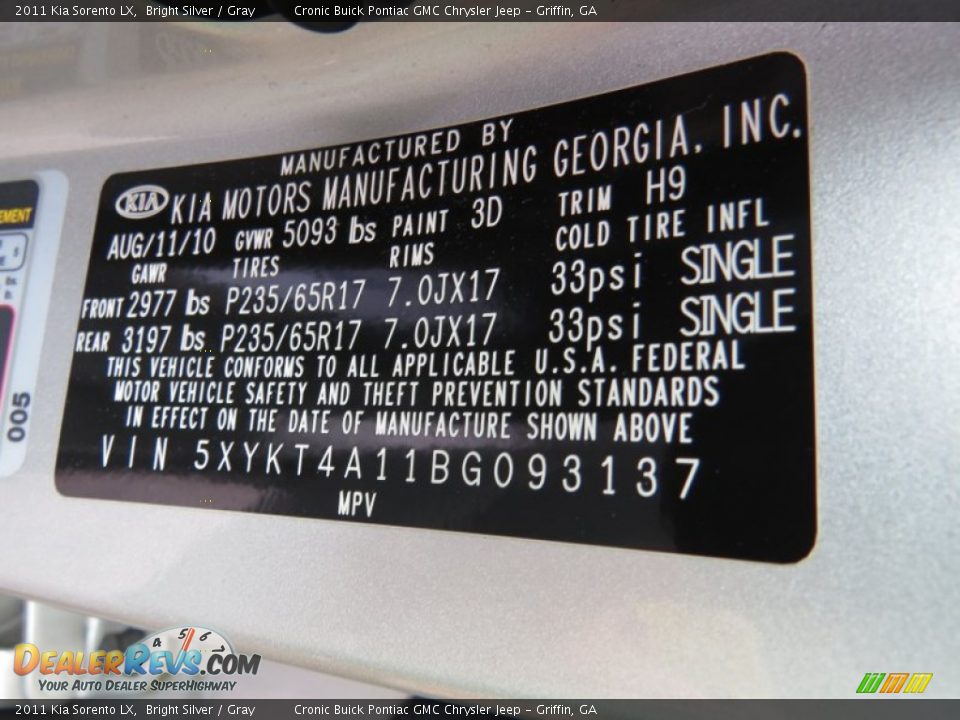 2011 Kia Sorento LX, Bright Silver / Gray Cronic Buick Pontiac GMC Chrysler Jeep - Griffin, GA
MANUFACTURED BY
KIA KIA MOTORS MANUFACTURING GEORGIA, INC.
AUG/11/10 GVWR 5093 lbs PAINT 3D TRIM H9
GAWR TIRES RIMS COLD TIRE INFL
FRONT 2977 lbs P235/65R17 7.0JX17 33psi SINGLE
REAR 3197 lbs P235/65R17 7.0JX17 33psi SINGLE
THIS VEHICLE CONFORMS TO ALL APPLICABLE U.S.A. FEDERAL
MOTOR VEHICLE SAFETY AND THEFT PREVENTION STANDARDS
IN EFFECT ON THE DATE OF MANUFACTURE SHOWN ABOVE
VIN 5XYKT4A11BG093137
MPV
EMENT
005
4 5 6
DEALERREVS.COM
YOUR AUTO DEALER SUPERHIGHWAY
2011 Kia Sorento LX, Bright Silver / Gray Cronic Buick Pontiac GMC Chrysler Jeep - Griffin, GA